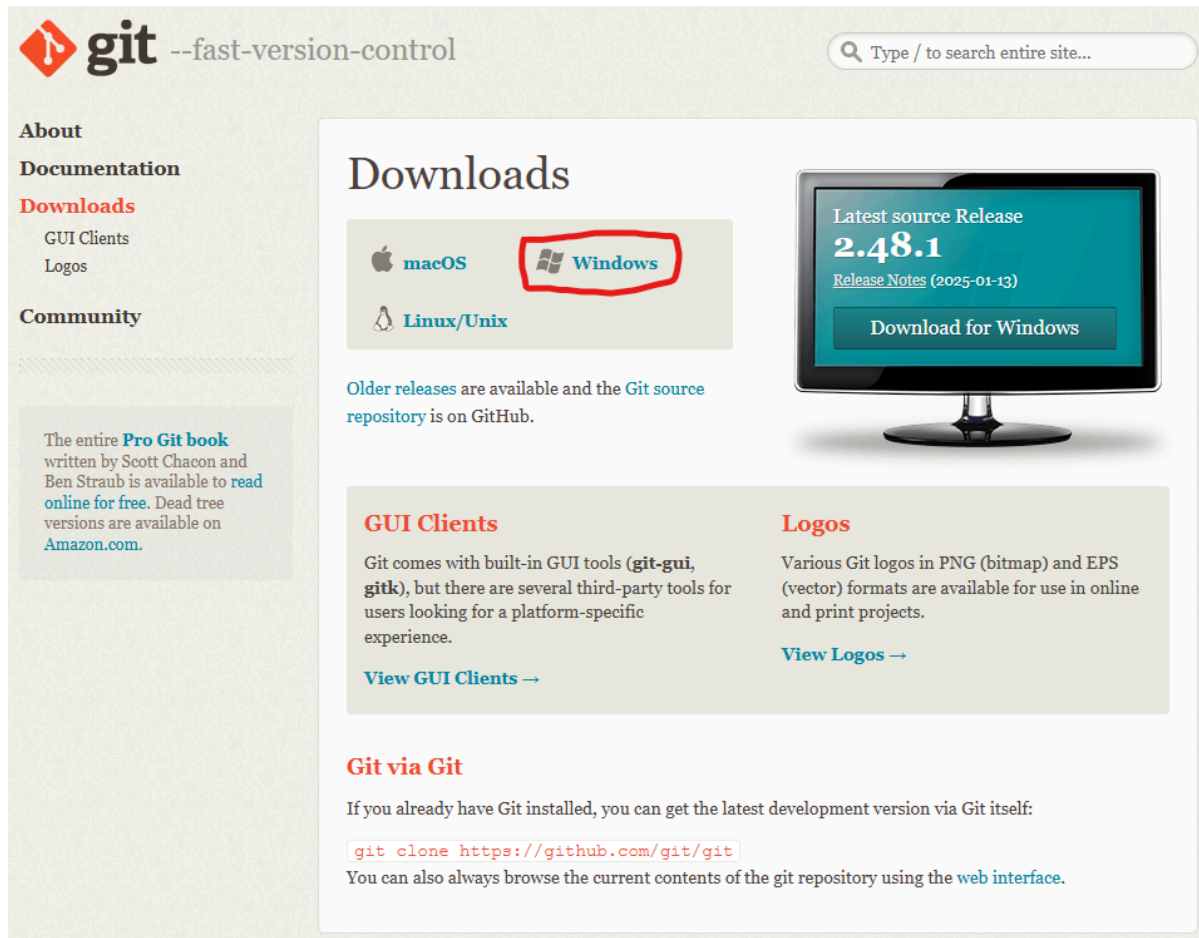 git --fast-version-control
Type / to search entire site...
About
Documentation
Downloads
GUI Clients
Logos
Community
The entire Pro Git book
written by Scott Chacon and
Ben Straub is available to read
online for free. Dead tree
versions are available on
Amazon.com.
Downloads
macOS
Windows
Linux/Unix
Older releases are available and the Git source
repository is on GitHub.
Latest source Release
2.48.1
Release Notes (2025-01-13)
Download for Windows
GUI Clients
Git comes with built-in GUI tools (git-gui,
gitk), but there are several third-party tools for
users looking for a platform-specific
experience.
View GUI Clients →
Logos
Various Git logos in PNG (bitmap) and EPS
(vector) formats are available for use in online
and print projects.
View Logos →
Git via Git
If you already have Git installed, you can get the latest development version via Git itself:
git clone https://github.com/git/git
You can also always browse the current contents of the git repository using the web interface.